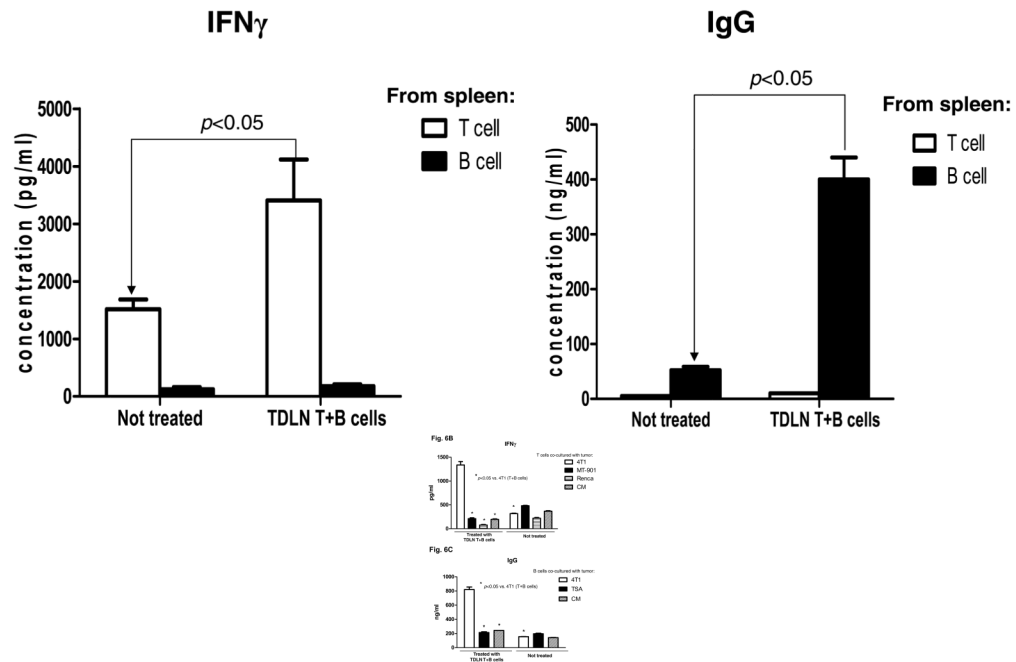 IFNγ
p<0.05
From spleen:
T cell
B cell
concentration (pg/ml)
5000
4000
3000
2000
1000
0
Not treated
TDLN T+B cells
IgG
p<0.05
From spleen:
T cell
B cell
concentration (ng/ml)
500
400
300
200
100
0
Not treated
TDLN T+B cells
Fig. 6B
IFNγ
T cells co-cultured with tumor:
4T1
MT-901
Renca
CM
* p<0.05 vs. 4T1 (T+B cells)
pg/ml
1500
1000
500
0
* * * *
Treated with
TDLN T+B cells
Not treated
Fig. 6C
IgG
B cells co-cultured with tumor:
4T1
TSA
CM
* p<0.05 vs. 4T1 (T+B cells)
ng/ml
1000
800
600
400
200
0
* * *
Treated with
TDLN T+B cells
Not treated